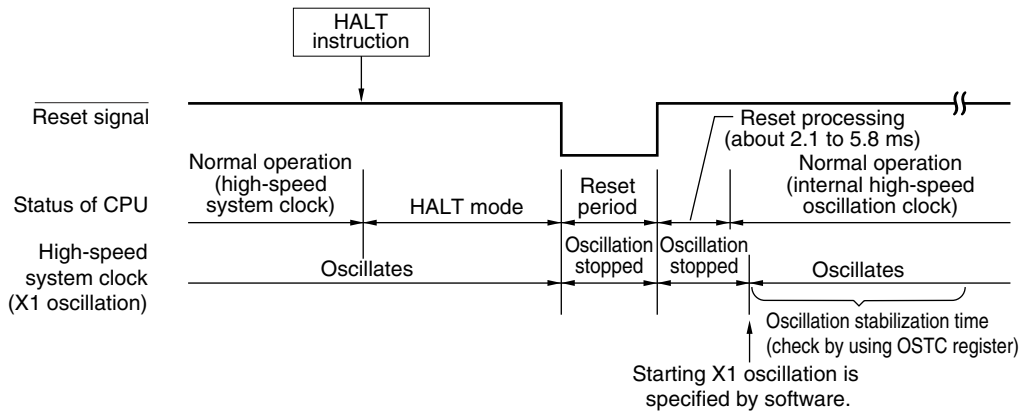 HALT
instruction
Reset signal
Reset processing
(about 2.1 to 5.8 ms)
Normal operation
(high-speed
system clock)
Reset
period
Normal operation
(internal high-speed
oscillation clock)
Status of CPU
HALT mode
High-speed
system clock
(X1 oscillation)
Oscillates
Oscillation
stopped
Oscillation
stopped
Oscillates
Oscillation stabilization time
(check by using OSTC register)
Starting X1 oscillation is
specified by software.